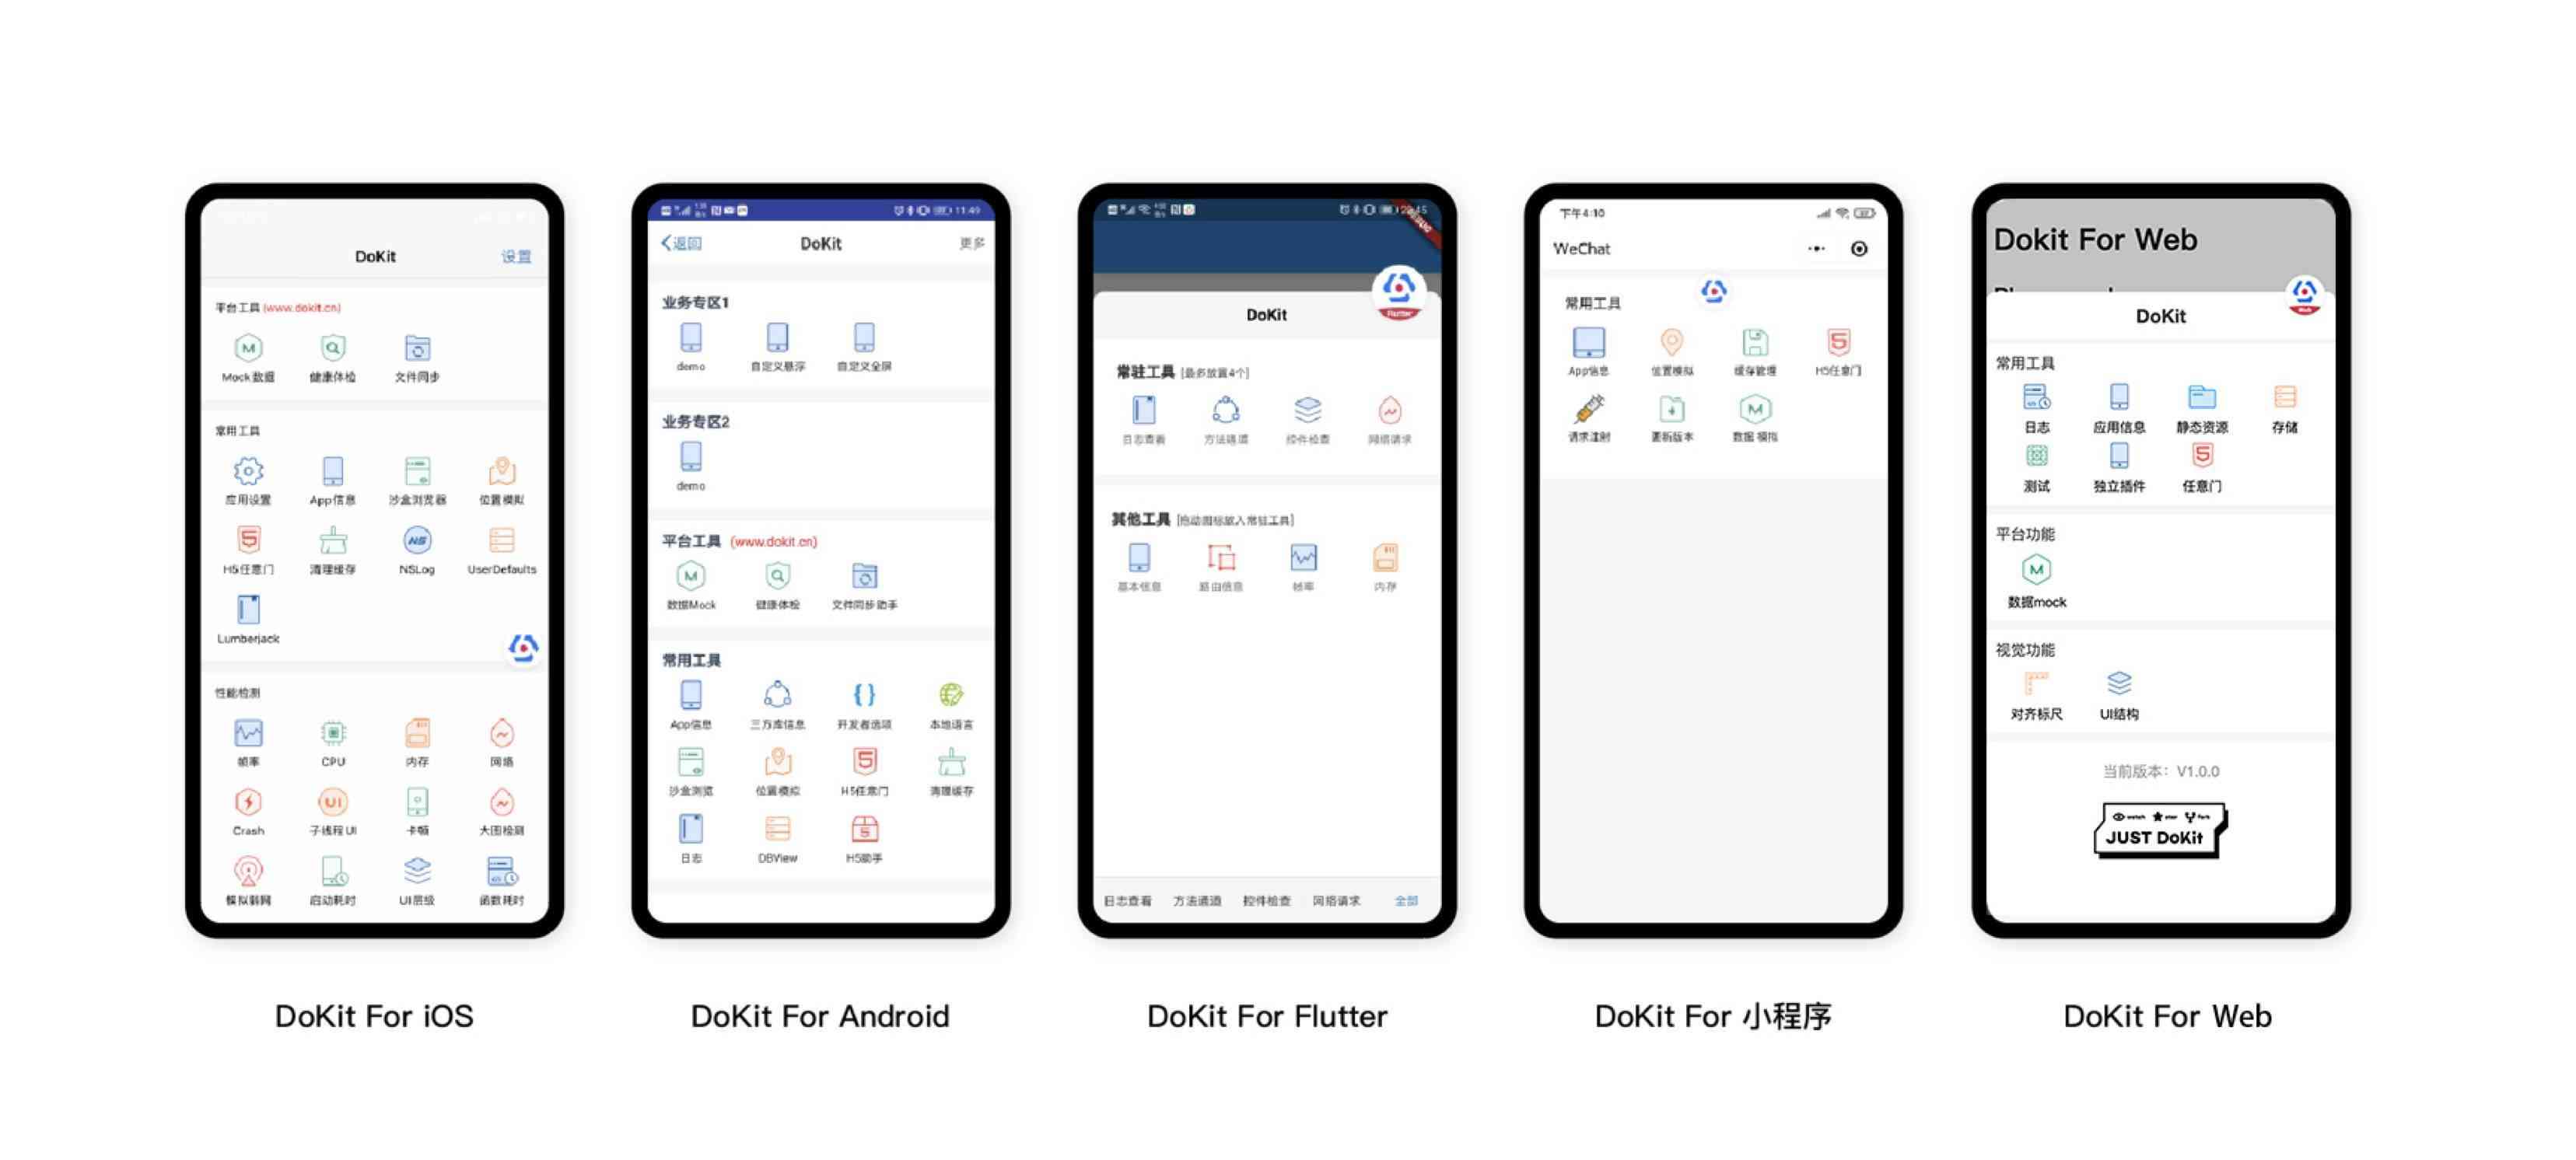 DoKit
设置
平台工具 (www.dokit.cn)
Mock数据 健康体检 文件同步
常用工具
应用设置 App信息 沙盒浏览器 位置模拟
H5任意门 清理缓存 NSLog UserDefaults
Lumberjack
性能检测
帧率 CPU 内存 网络
Crash 子线程UI 卡顿 大图检测
模拟弱网 启动耗时 UI层级 函数耗时
DoKit For iOS
11:49
返回 DoKit 更多
业务专区1
demo 自定义悬浮 自定义全屏
业务专区2
demo
平台工具 (www.dokit.cn)
数据Mock 健康体检 文件同步助手
常用工具
App信息 三方库信息 开发者选项 本地语言
沙盒浏览 位置模拟 H5任意门 清理缓存
日志 DBView H5助手
DoKit For Android
Flutter
DoKit
常驻工具 [最多放置4个]
日志查看 方法通道 控件检查 网络请求
其他工具 [拖动图标放入常驻工具]
基本信息 路由信息 帧率 内存
日志查看 方法通道 控件检查 网络请求 全部
DoKit For Flutter
下午4:10
WeChat
常用工具
App信息 位置模拟 缓存管理 H5任意门
请求注射 更新版本 数据模拟
DoKit For 小程序
Dokit For Web
Web
DoKit
常用工具
日志 应用信息 静态资源 存储
测试 独立插件 任意门
平台功能
数据mock
视觉功能
对齐标尺 UI结构
当前版本：V1.0.0
watch star fork
JUST DoKit
DoKit For Web